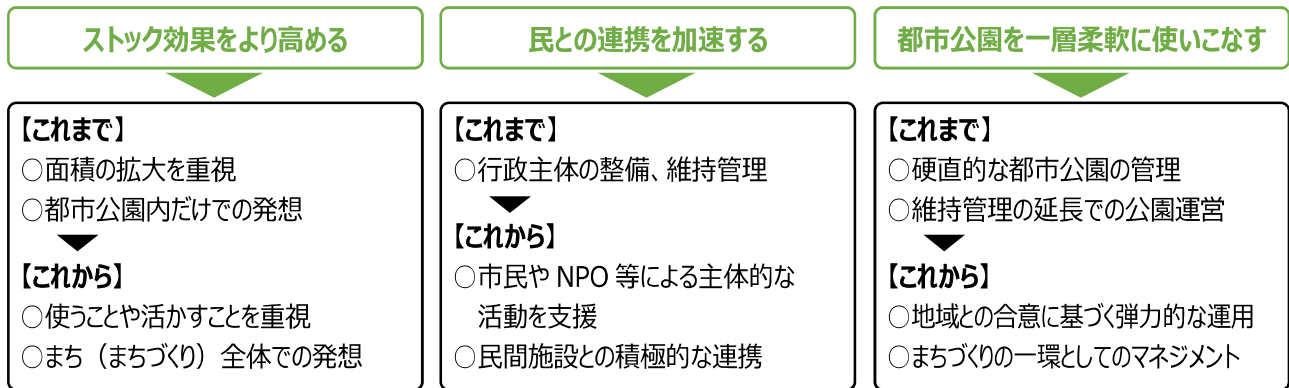 ストック効果をより高める
【これまで】
○面積の拡大を重視
○都市公園内だけでの発想
【これから】
○使うことや活かすことを重視
○まち（まちづくり）全体での発想
民との連携を加速する
【これまで】
○行政主体の整備、維持管理
【これから】
○市民や NPO 等による主体的な
活動を支援
○民間施設との積極的な連携
都市公園を一層柔軟に使いこなす
【これまで】
○硬直的な都市公園の管理
○維持管理の延長での公園運営
【これから】
○地域との合意に基づく弾力的な運用
○まちづくりの一環としてのマネジメント